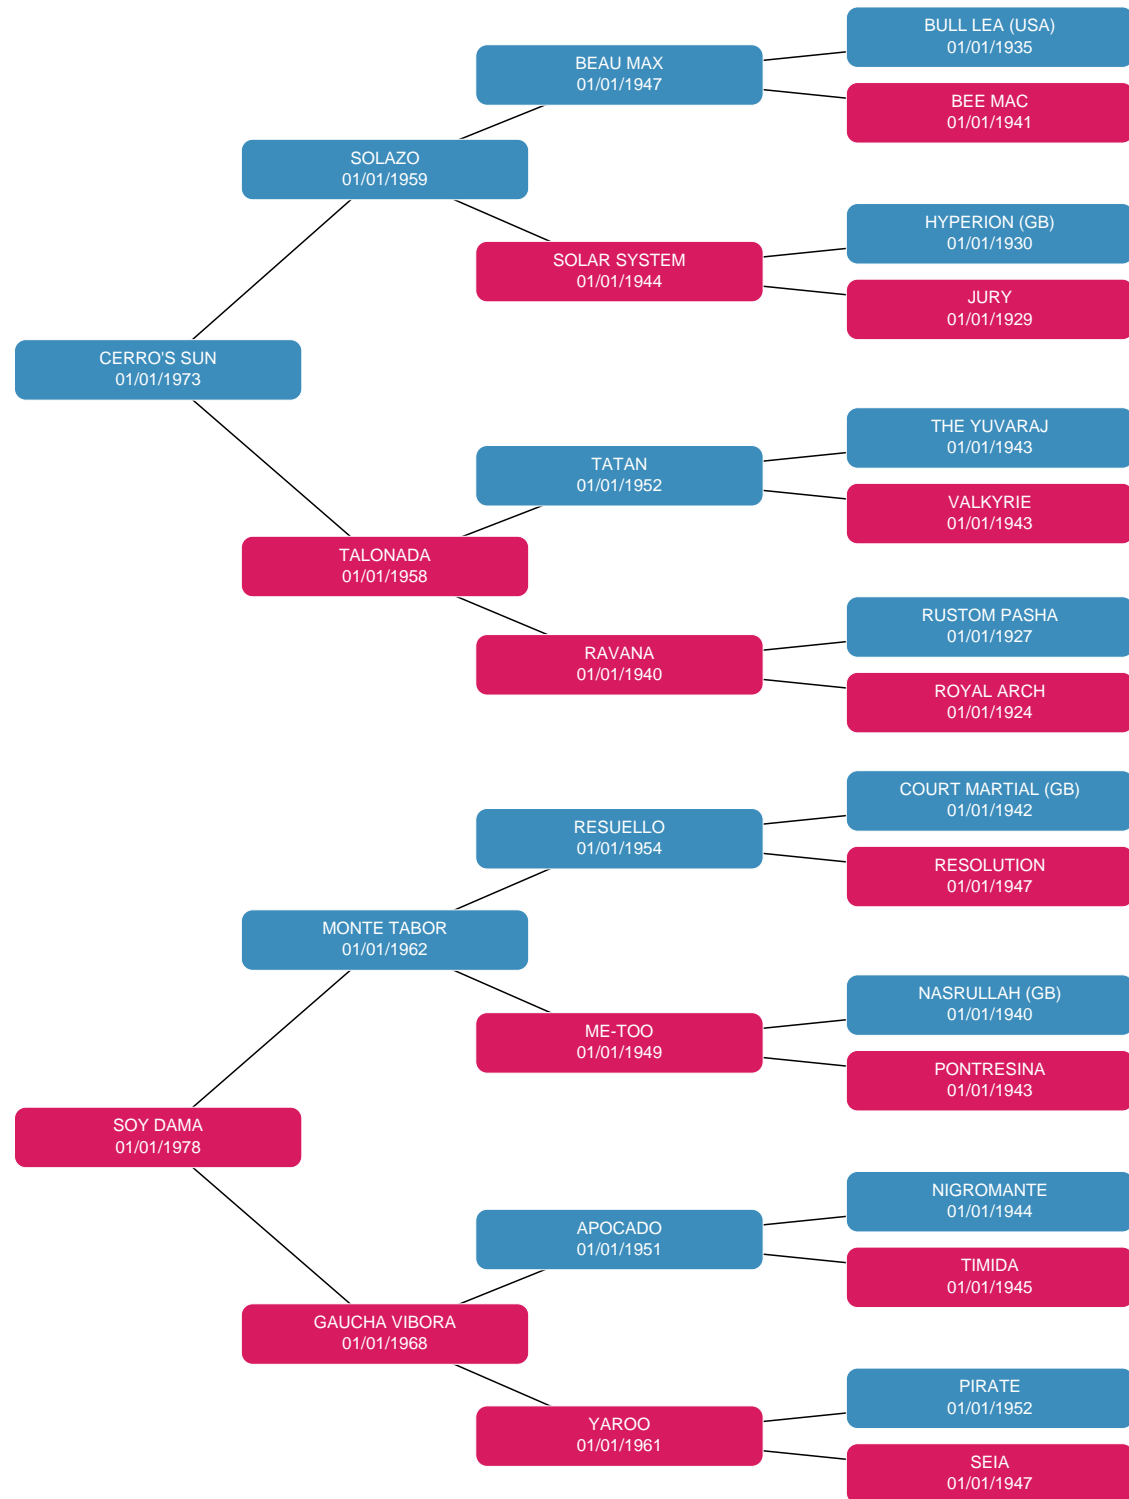 BULL LEA (USA)
01/01/1935
BEAU MAX
01/01/1947
BEE MAC
01/01/1941
SOLAZO
01/01/1959
HYPERION (GB)
01/01/1930
SOLAR SYSTEM
01/01/1944
JURY
01/01/1929
CERRO'S SUN
01/01/1973
THE YUVARAJ
01/01/1943
TATAN
01/01/1952
VALKYRIE
01/01/1943
TALONADA
01/01/1958
RUSTOM PASHA
01/01/1927
RAVANA
01/01/1940
ROYAL ARCH
01/01/1924
COURT MARTIAL (GB)
01/01/1942
RESUELLO
01/01/1954
RESOLUTION
01/01/1947
MONTE TABOR
01/01/1962
NASRULLAH (GB)
01/01/1940
ME-TOO
01/01/1949
PONTRESINA
01/01/1943
SOY DAMA
01/01/1978
NIGROMANTE
01/01/1944
APOCADO
01/01/1951
TIMIDA
01/01/1945
GAUCHA VIBORA
01/01/1968
PIRATE
01/01/1952
YAROO
01/01/1961
SEIA
01/01/1947